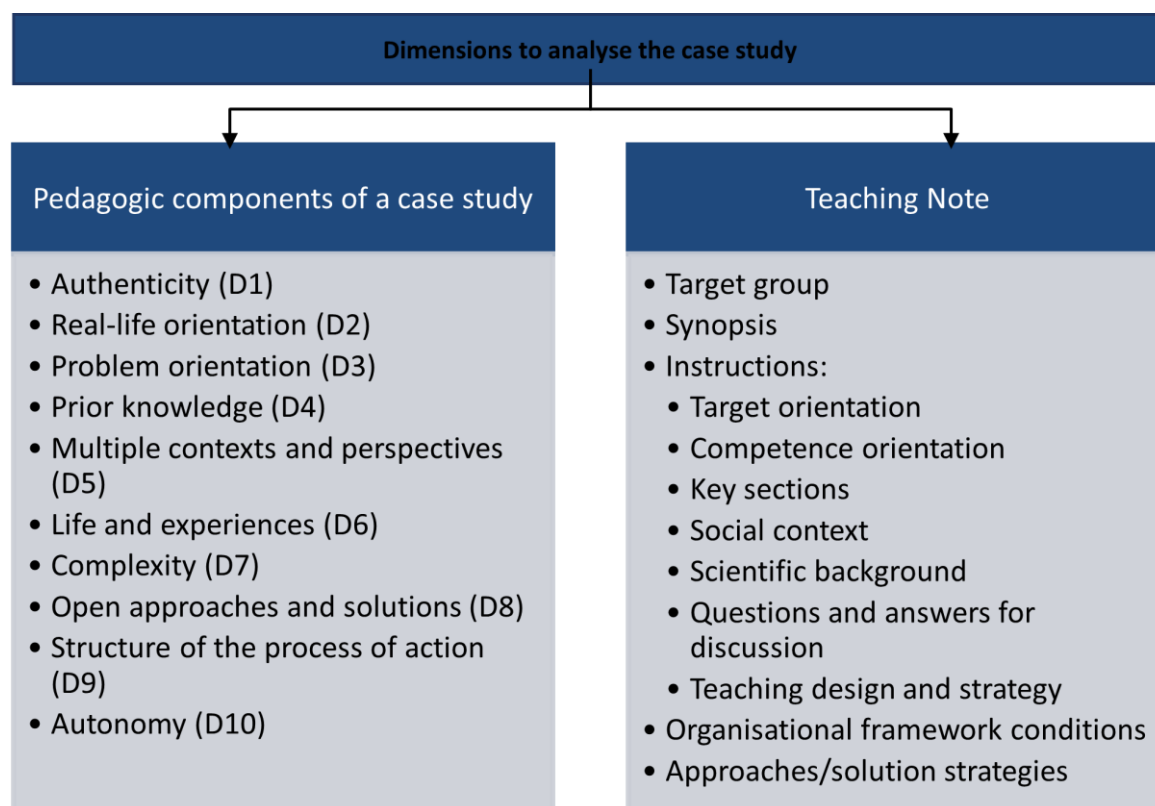 Dimensions to analyse the case study
Pedagogic components of a case study
• Authenticity (D1)
• Real-life orientation (D2)
• Problem orientation (D3)
• Prior knowledge (D4)
• Multiple contexts and perspectives
(D5)
• Life and experiences (D6)
• Complexity (D7)
• Open approaches and solutions (D8)
• Structure of the process of action
(D9)
• Autonomy (D10)
Teaching Note
• Target group
• Synopsis
• Instructions:
• Target orientation
• Competence orientation
• Key sections
• Social context
• Scientific background
• Questions and answers for
discussion
• Teaching design and strategy
• Organisational framework conditions
• Approaches/solution strategies